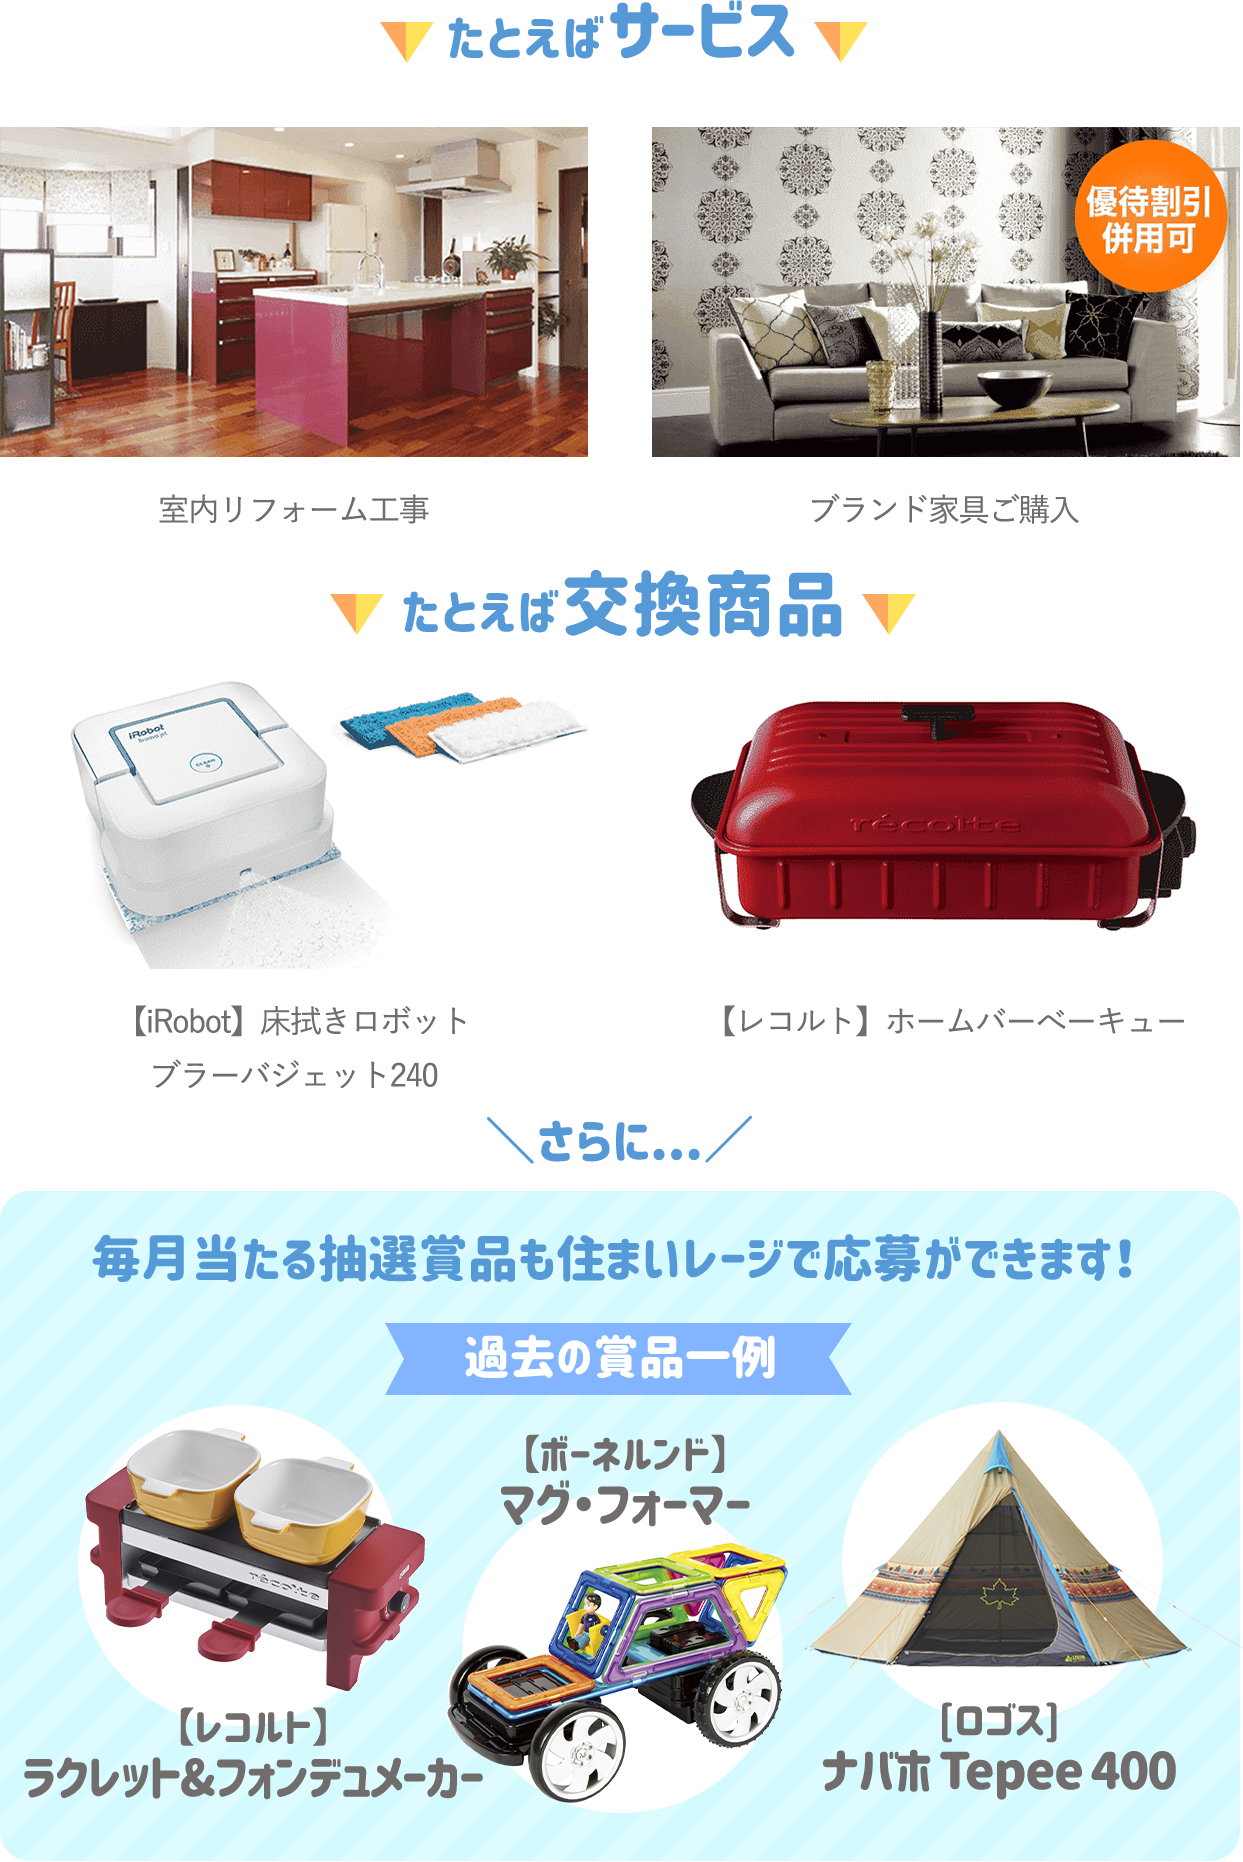 たとえばサービス
優待割引
併用可
室内リフォーム工事
ブランド家具ご購入
たとえば交換商品
iRobot
Braava jet
CLEAN
récolte
【iRobot】床拭きロボット
ブラーバジェット240
【レコルト】ホームバーベーキュー
さらに...
毎月当たる抽選賞品も住まいレージで応募ができます!
過去の賞品一例
【ボーネルンド】
マグ・フォーマー
récolte
【レコルト】
ラクレット&フォンデュメーカー
[ロゴス]
ナバホ Tepee 400